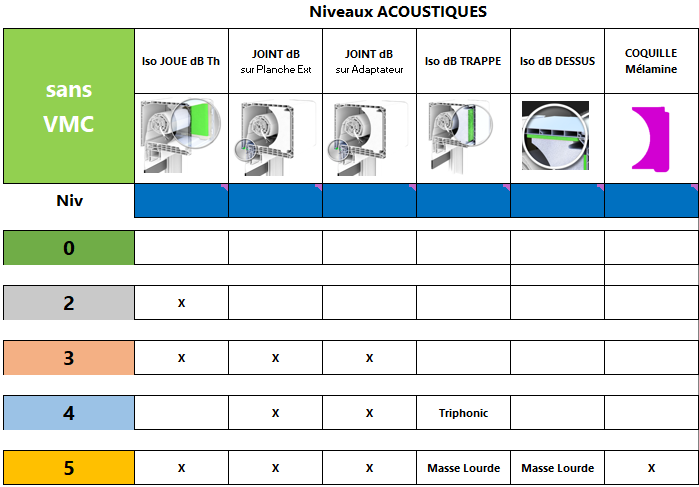 Niveaux ACOUSTIQUES
sans
VMC
Iso JOUE dB Th
JOINT dB
sur Planche Ext
JOINT dB
sur Adaptateur
Iso dB TRAPPE
Iso dB DESSUS
COQUILLE
Mélamine
Niv
0
2 X
3 X X X
4 X X Triphonic
5 X X X Masse Lourde Masse Lourde X